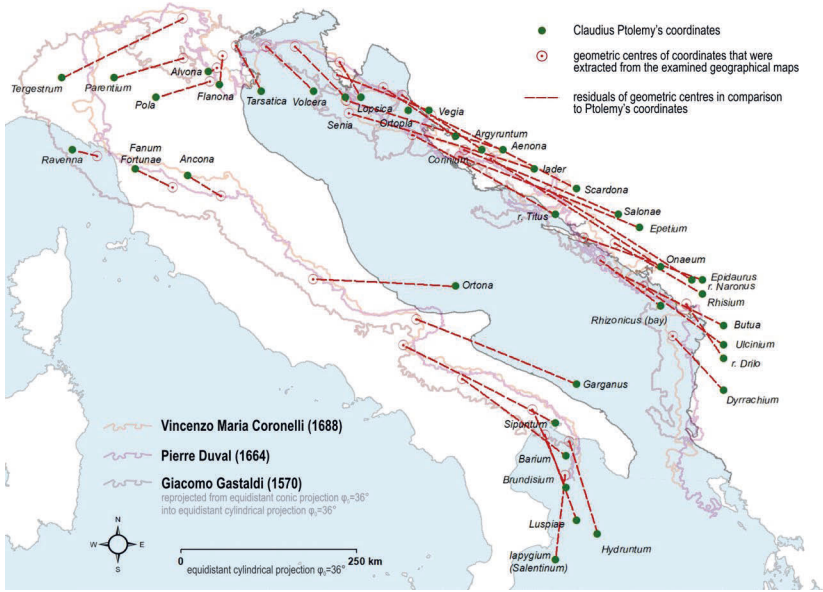 Claudius Ptolemy's coordinates
geometric centres of coordinates that were
extracted from the examined geographical maps
residuals of geometric centres in comparison
to Ptolemy's coordinates
Tergestrum
Parentium
Alvona
Pola
Flanona
Tarsatica
Volcera
Lopsica
Senia
Ortopla
Vegia
Argyruntum
Aenona
Corinium
Iader
Scardona
Ravenna
Fanum
Fortunae
Ancona
r. Titus
Salonae
Epetium
Onaeum
Epidaurus
r. Naronus
Rhisium
Ortona
Rhizonicus (bay)
Butua
Ulcinium
r. Drilo
Garganus
Dyrrachium
Sipuntum
Barium
Brundisium
Luspiae
Hydruntum
Iapygium
(Salentinum)
Vincenzo Maria Coronelli (1688)
Pierre Duval (1664)
Giacomo Gastaldi (1570)
reprojected from equidistant conic projection φ₀=36°
into equidistant cylindrical projection φ₀=36°
N
W E
S
0 250 km
equidistant cylindrical projection φ₀=36°